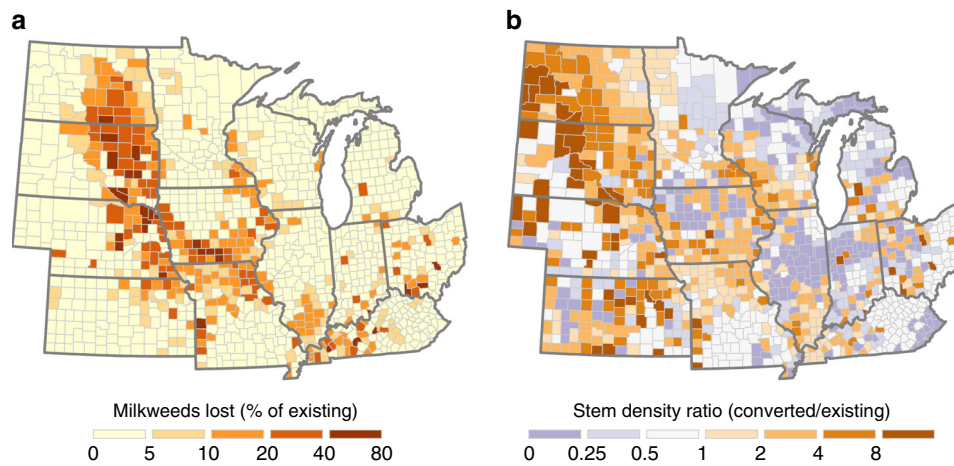 a
b
Milkweeds lost (% of existing)
0 5 10 20 40 80
Stem density ratio (converted/existing)
0 0.25 0.5 1 2 4 8